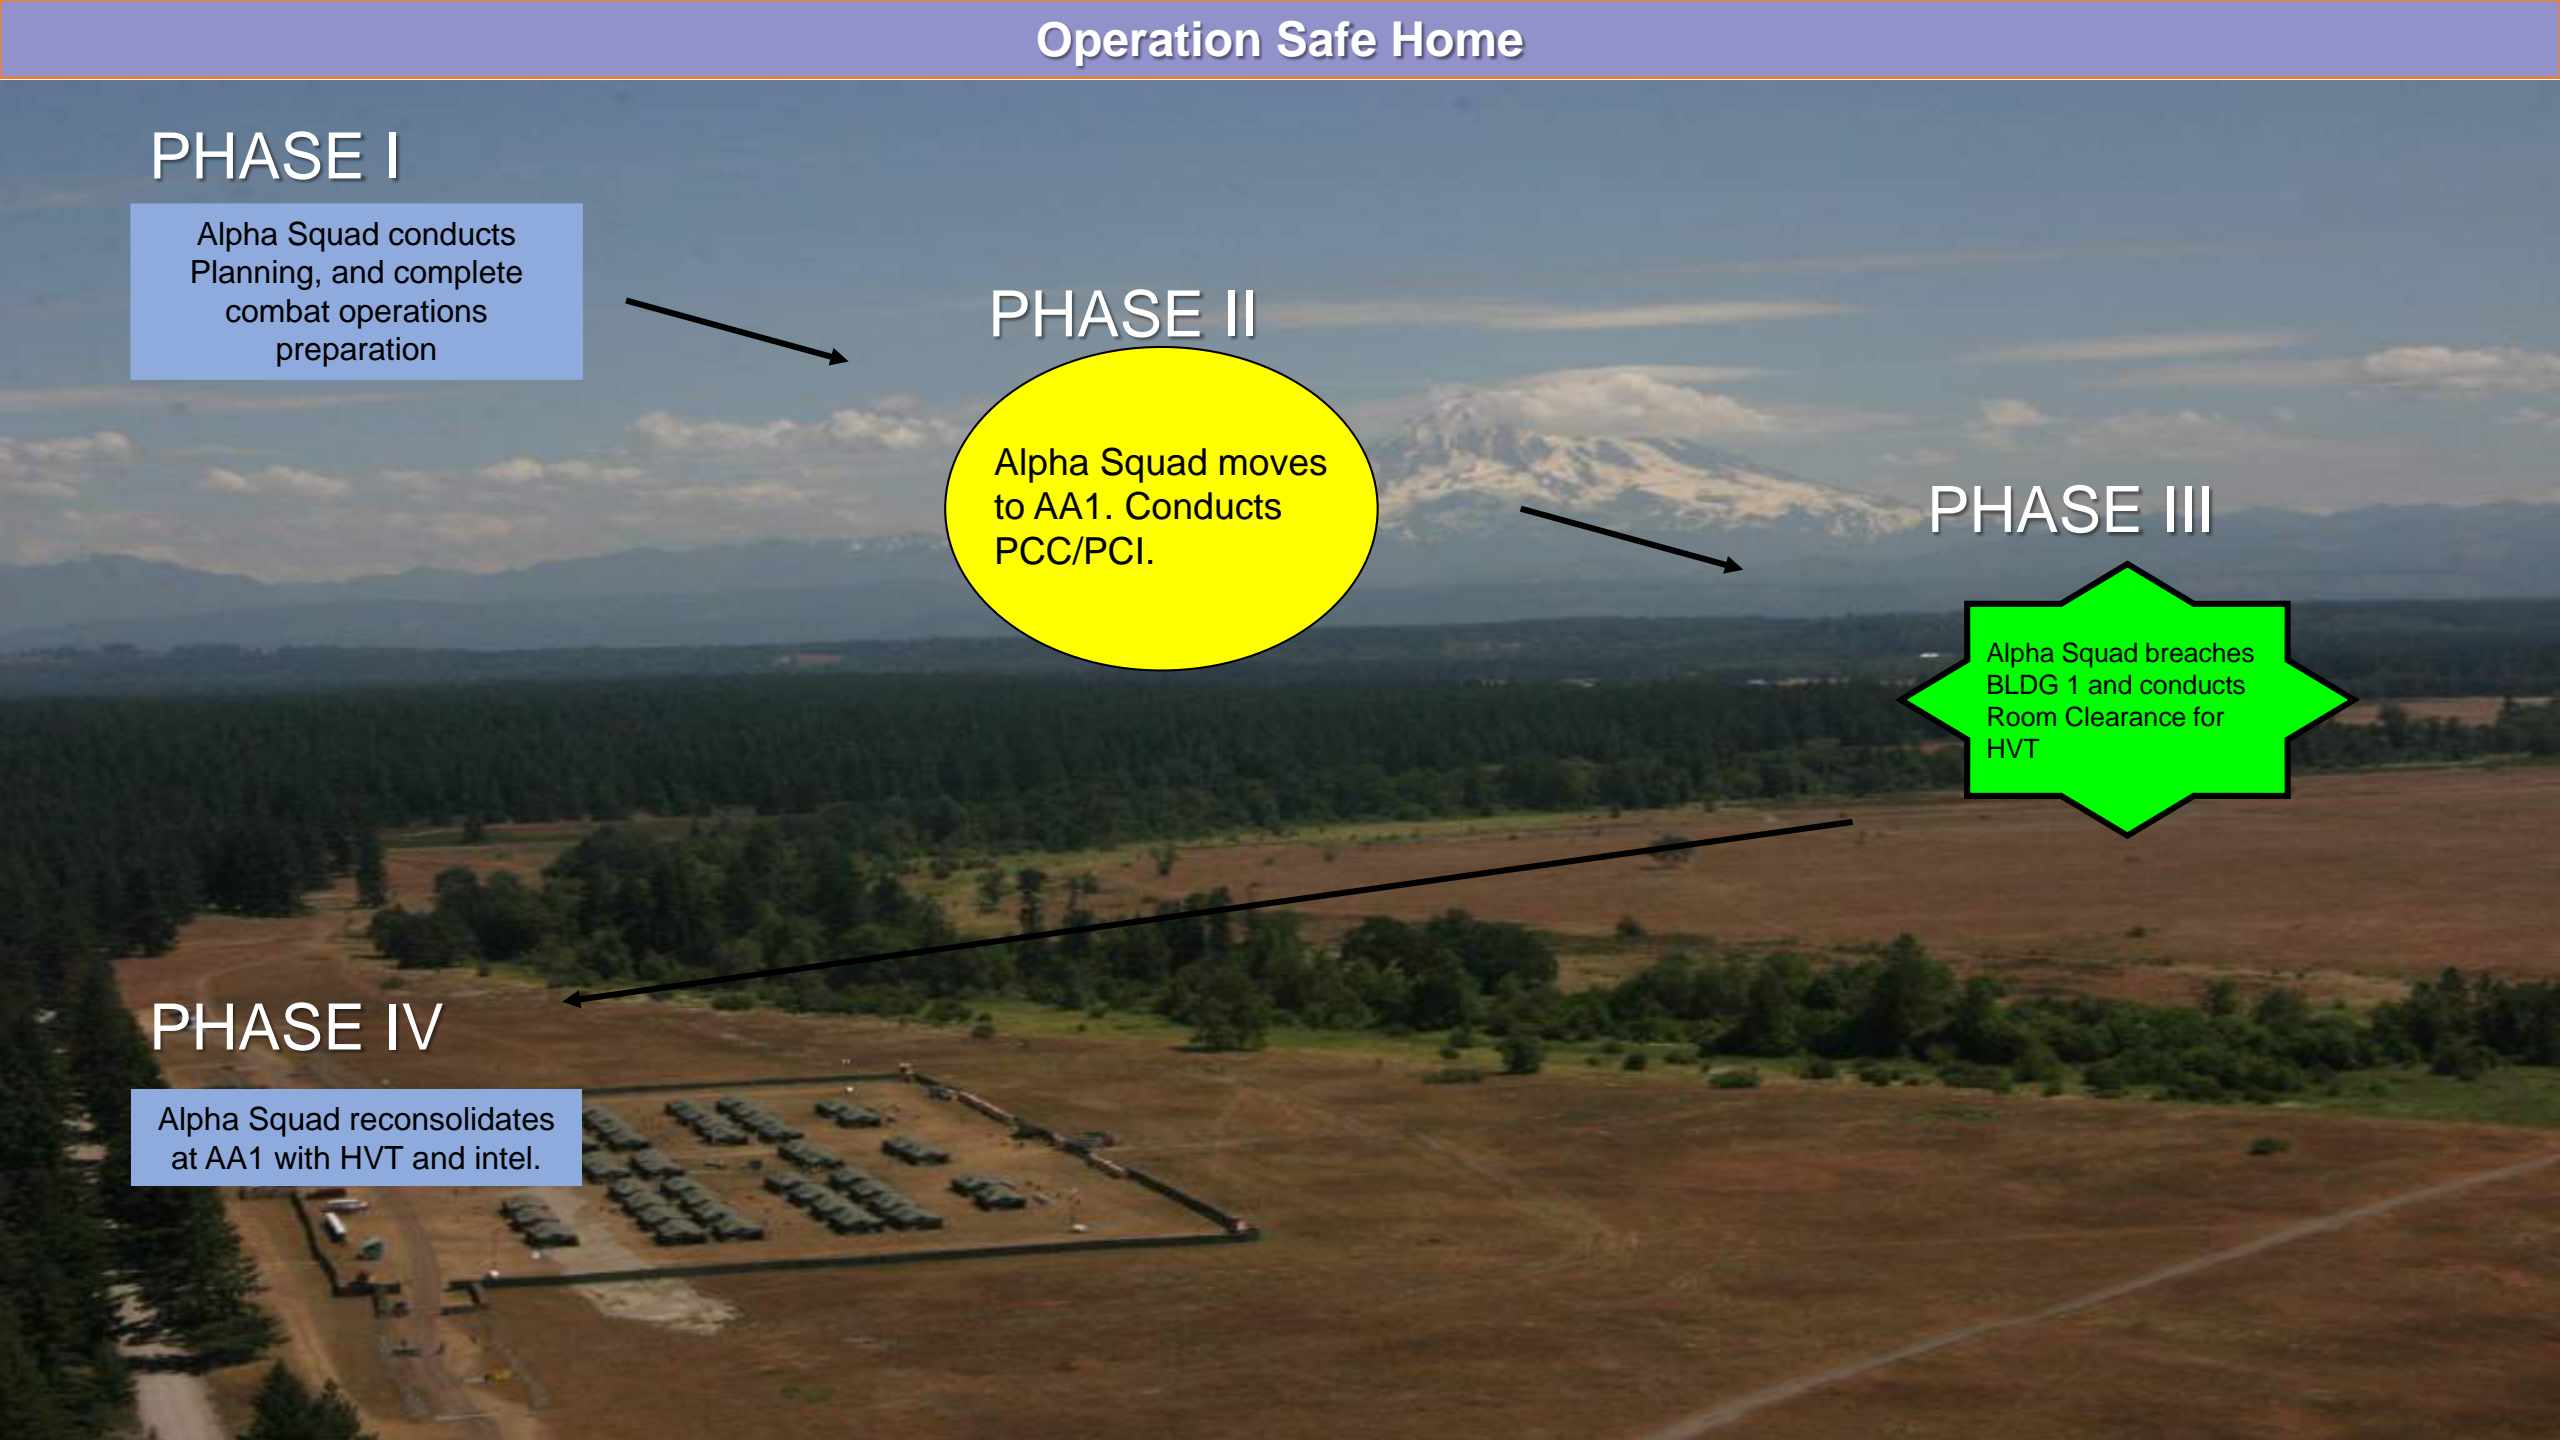 Operation Safe Home
PHASE I
Alpha Squad conducts
Planning, and complete
combat operations
preparation
PHASE II
Alpha Squad moves
to AA1. Conducts
PCC/PCI.
PHASE III
Alpha Squad breaches
BLDG 1 and conducts
Room Clearance for
HVT
PHASE IV
Alpha Squad reconsolidates
at AA1 with HVT and intel.